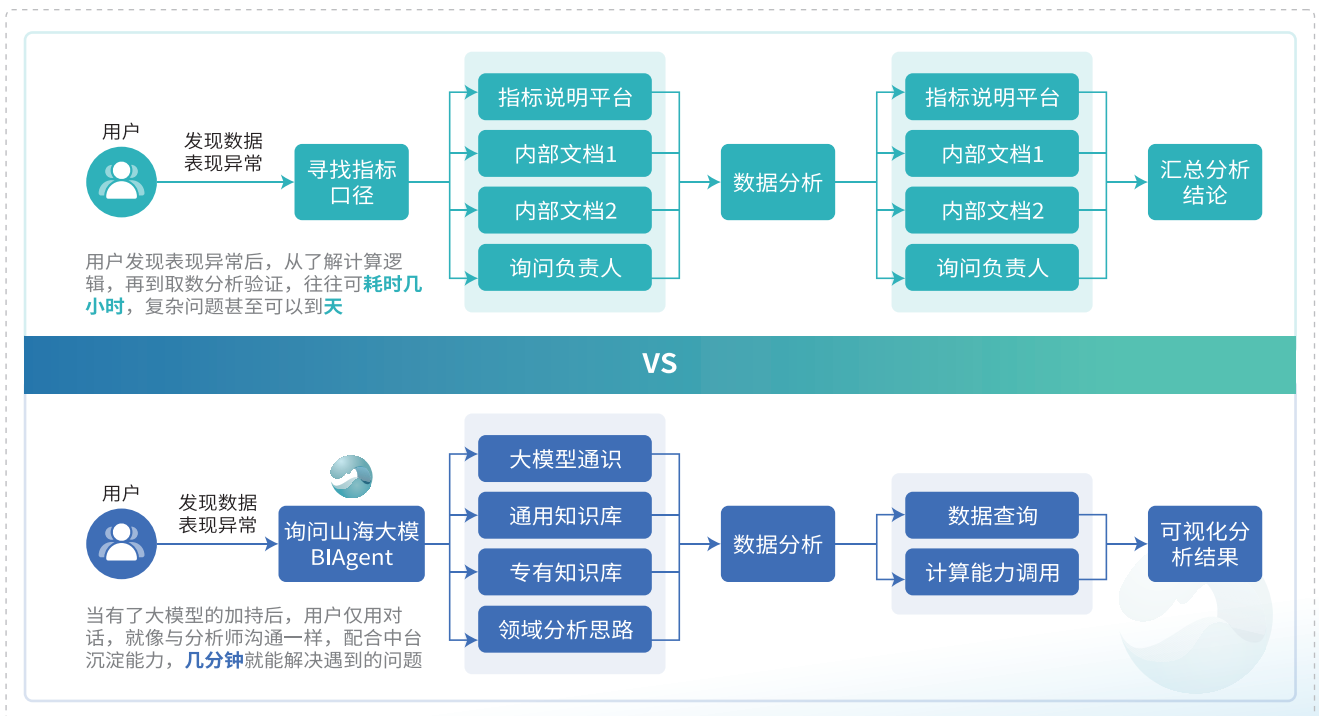 用户
发现数据
表现异常
寻找指标
口径
指标说明平台
内部文档1
内部文档2
询问负责人
数据分析
指标说明平台
内部文档1
内部文档2
询问负责人
汇总分析
结论
用户发现表现异常后，从了解计算逻
辑，再到取数分析验证，往往可耗时几
小时，复杂问题甚至可以到天
VS
用户
发现数据
表现异常
询问山海大模
BIAgent
大模型通识
通用知识库
专有知识库
领域分析思路
数据分析
数据查询
计算能力调用
可视化分
析结果
当有了大模型的加持后，用户仅用对
话，就像与分析师沟通一样，配合中台
沉淀能力，几分钟就能解决遇到的问题